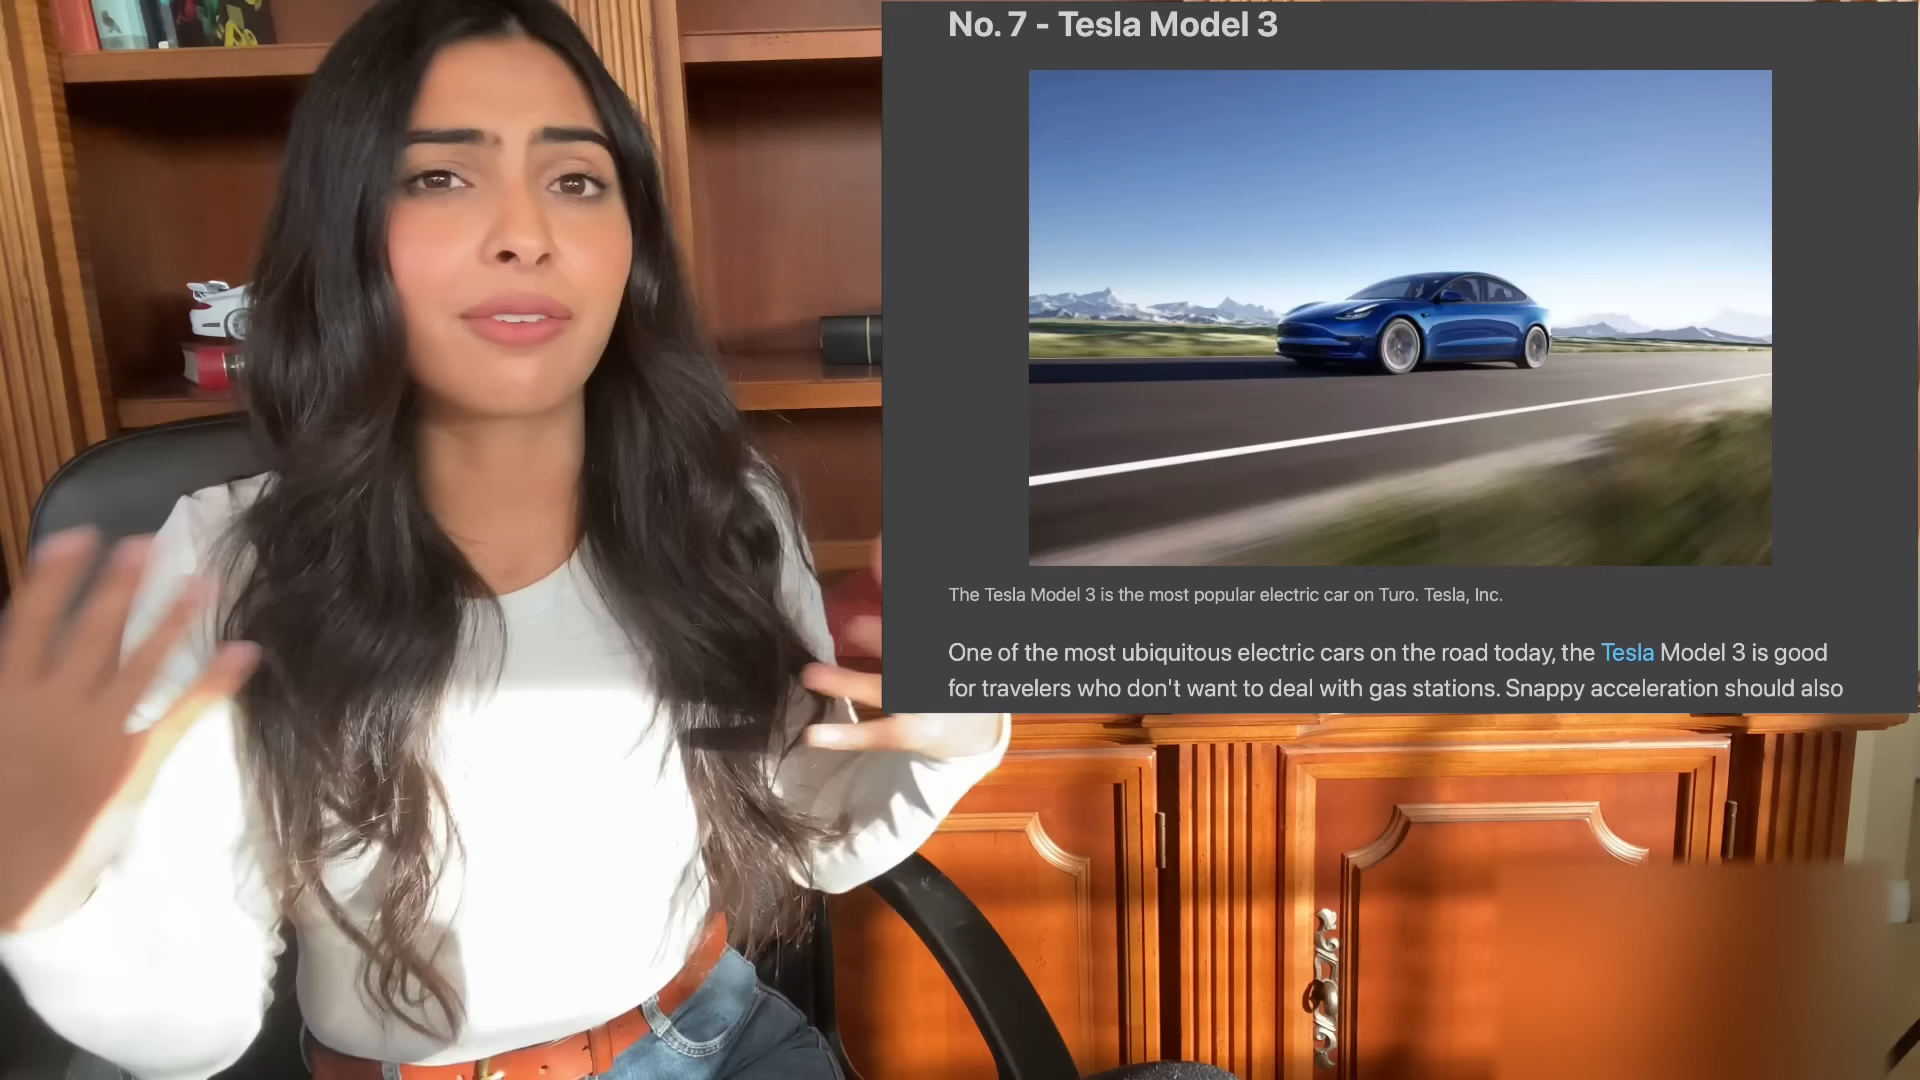 No. 7 - Tesla Model 3
The Tesla Model 3 is the most popular electric car on Turo. Tesla, Inc.
One of the most ubiquitous electric cars on the road today, the Tesla Model 3 is good
for travelers who don't want to deal with gas stations. Snappy acceleration should also